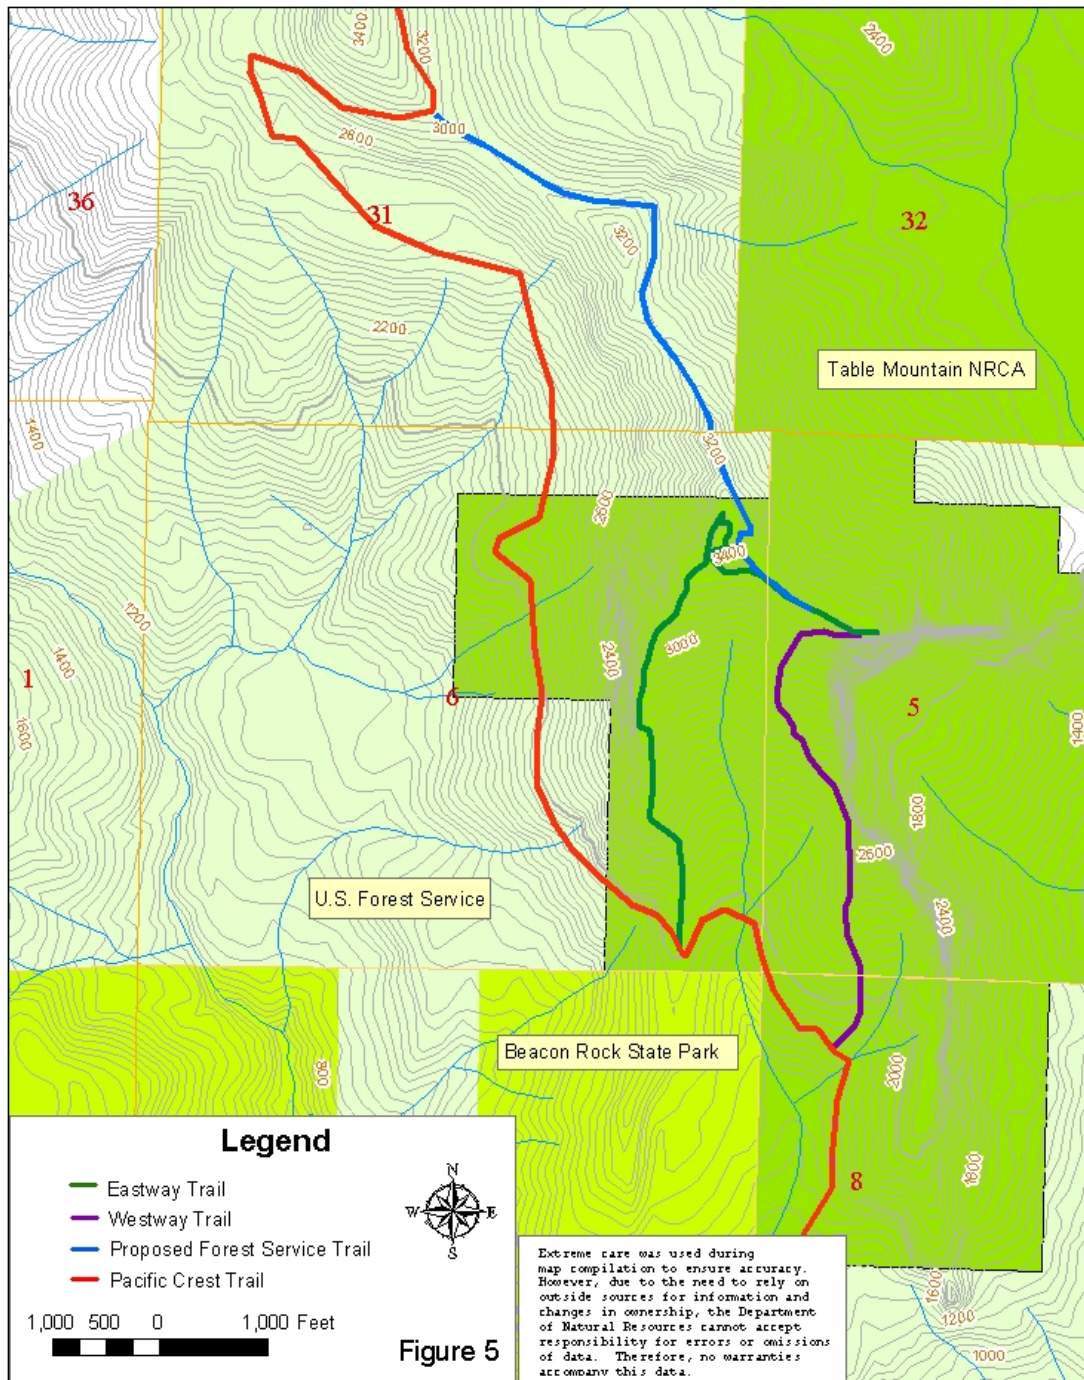 3400
3200
2400
3000
2600
36
31
32
3200
2200
Table Mountain NRCA
1400
3200
2600
3400
1200
3000
1400
2400
1
6
5
1400
1600
1800
2600
U.S. Forest Service
2400
Beacon Rock State Park
800
2000
1800
8
Legend
Eastway Trail
Westway Trail
Proposed Forest Service Trail
Pacific Crest Trail
N
W E
S
1,000 500 0 1,000 Feet
Figure 5
Extreme care was used during
map compilation to ensure accuracy.
However, due to the need to rely on
outside sources for information and
changes in ownership, the Department
of Natural Resources cannot accept
responsibility for errors or omissions
of data. Therefore, no warranties
accompany this data.
1600
1200
1000